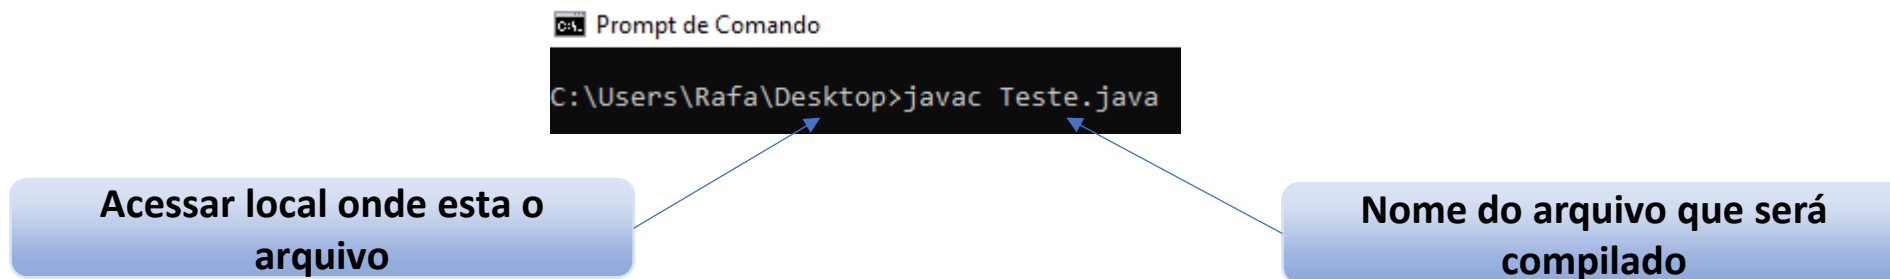 Prompt de Comando
C:\Users\Rafa\Desktop>javac Teste.java
Acessar local onde esta o
arquivo
Nome do arquivo que será
compilado